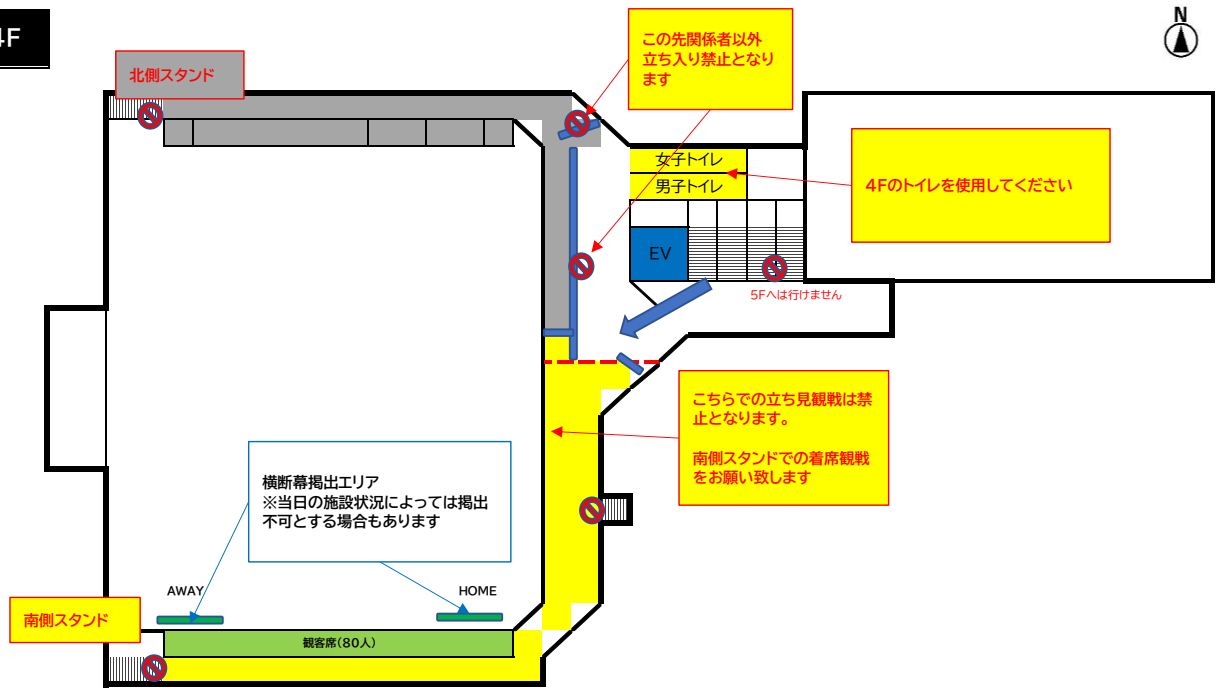 4F
N
北側スタンド
この先関係者以外
立ち入り禁止となり
ます
女子トイレ
男子トイレ
4Fのトイレを使用してください
EV
5Fへは行けません
こちらでの立ち見観戦は禁
止となります。
南側スタンドでの着席観戦
をお願い致します
横断幕掲出エリア
※当日の施設状況によっては掲出
不可とする場合もあります
AWAY
HOME
南側スタンド
観客席(80人)